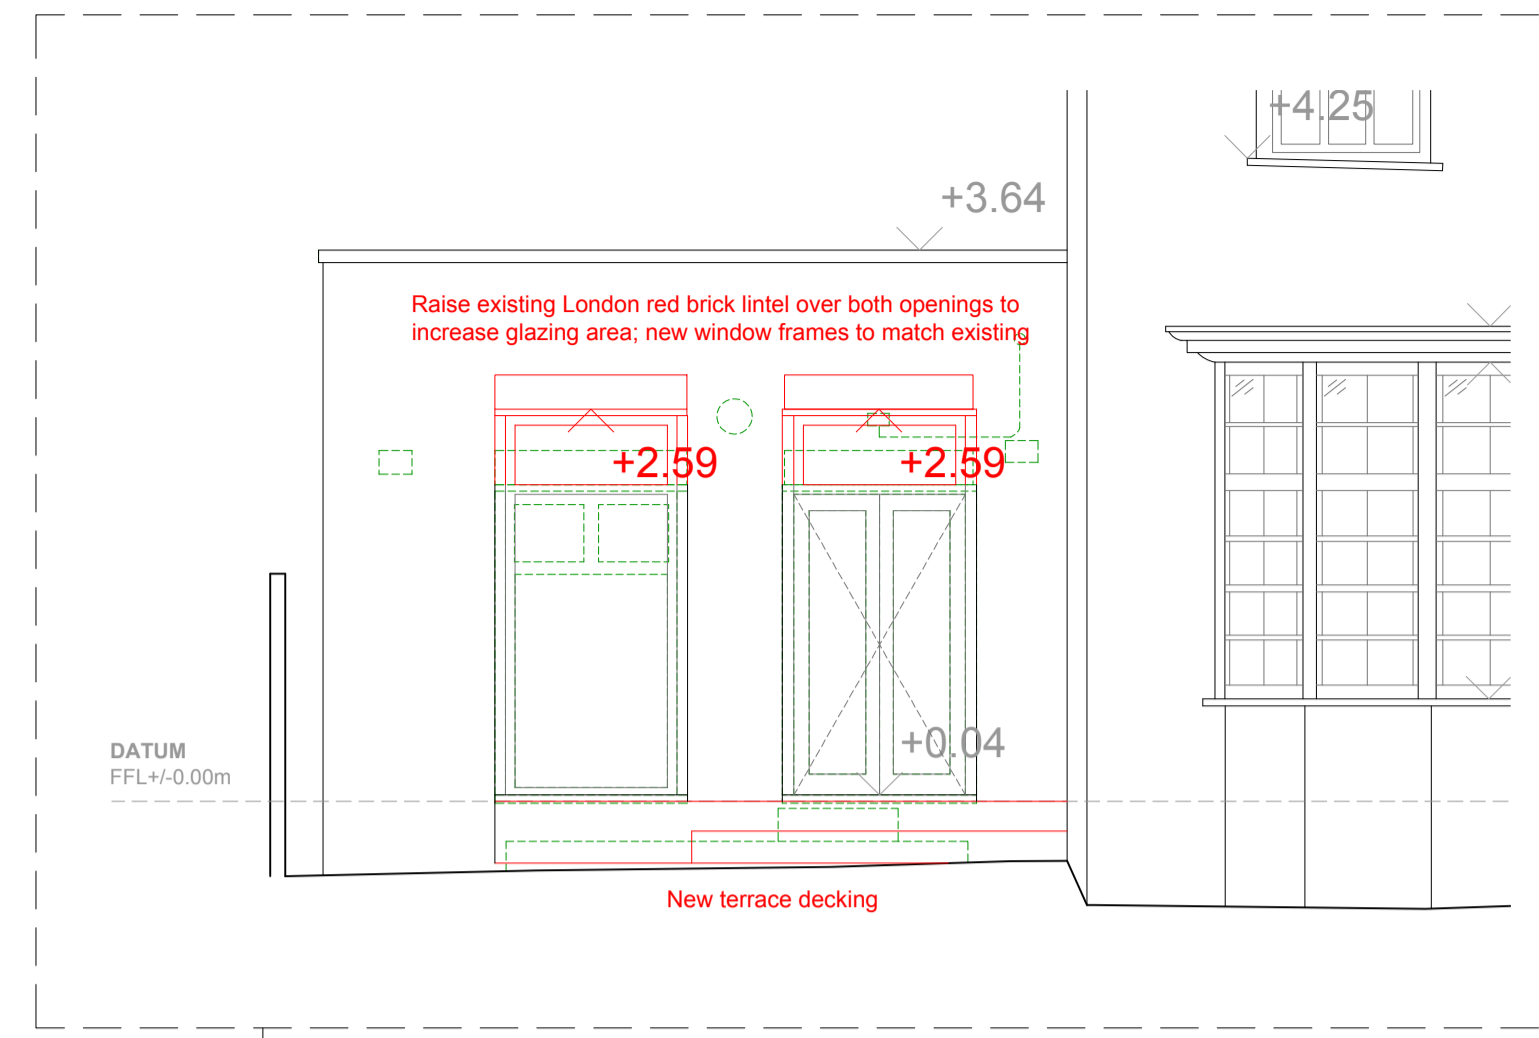 +4.25
+3.64
Raise existing London red brick lintel over both openings to
increase glazing area; new window frames to match existing
+2.59
+2.59
+0.04
DATUM
FFL+/-0.00m
New terrace decking